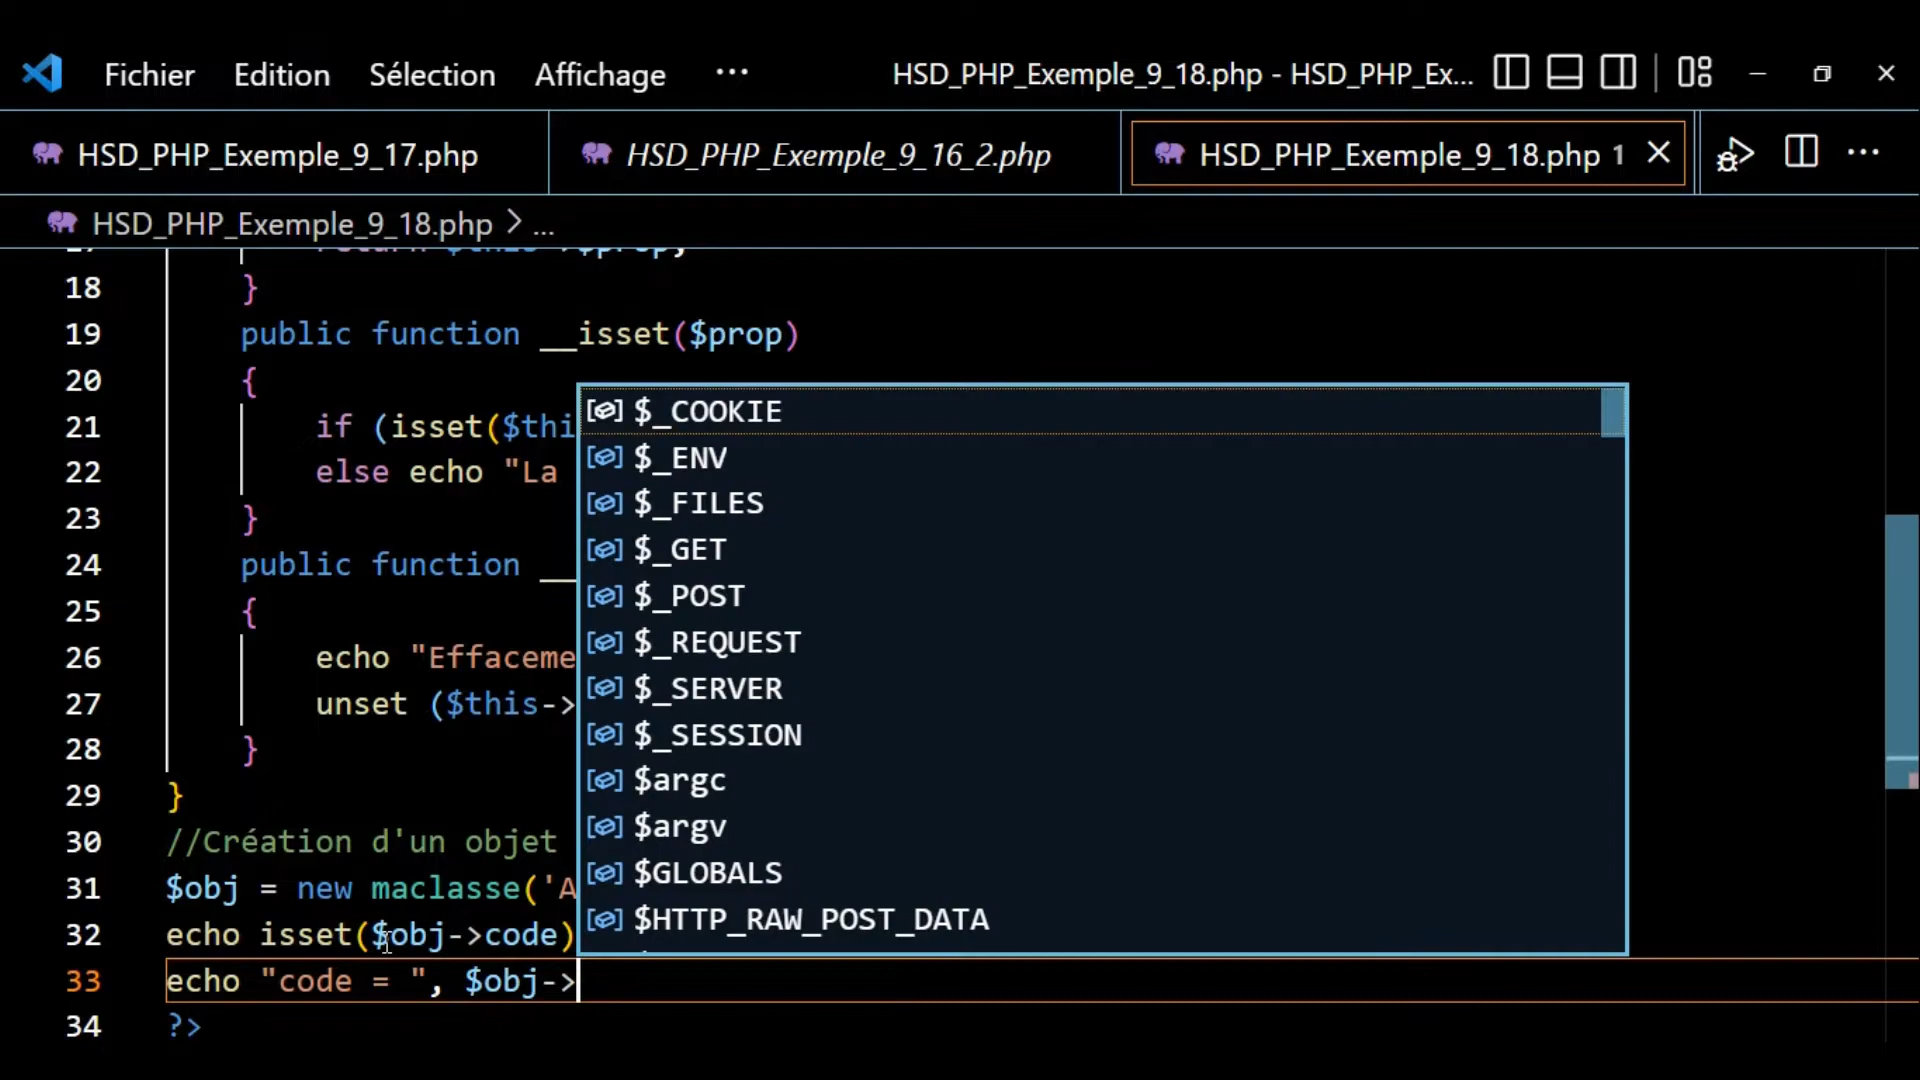 Fichier Edition Sélection Affichage ··· HSD_PHP_Exemple_9_18.php - HSD_PHP_Ex...
HSD_PHP_Exemple_9_17.php HSD_PHP_Exemple_9_16_2.php HSD_PHP_Exemple_9_18.php 1
HSD_PHP_Exemple_9_18.php > ...
18 }
19 public function __isset($prop)
20 {
21 if (isset($thi
22 else echo "La
23 }
24 public function __
25 {
26 echo "Effaceme
27 unset ($this->
28 }
29 }
30 //Création d'un objet
31 $obj = new maclasse('A
32 echo isset($obj->code)
33 echo "code = ", $obj->
34 ?>
$_COOKIE
$_ENV
$_FILES
$_GET
$_POST
$_REQUEST
$_SERVER
$_SESSION
$argc
$argv
$GLOBALS
$HTTP_RAW_POST_DATA